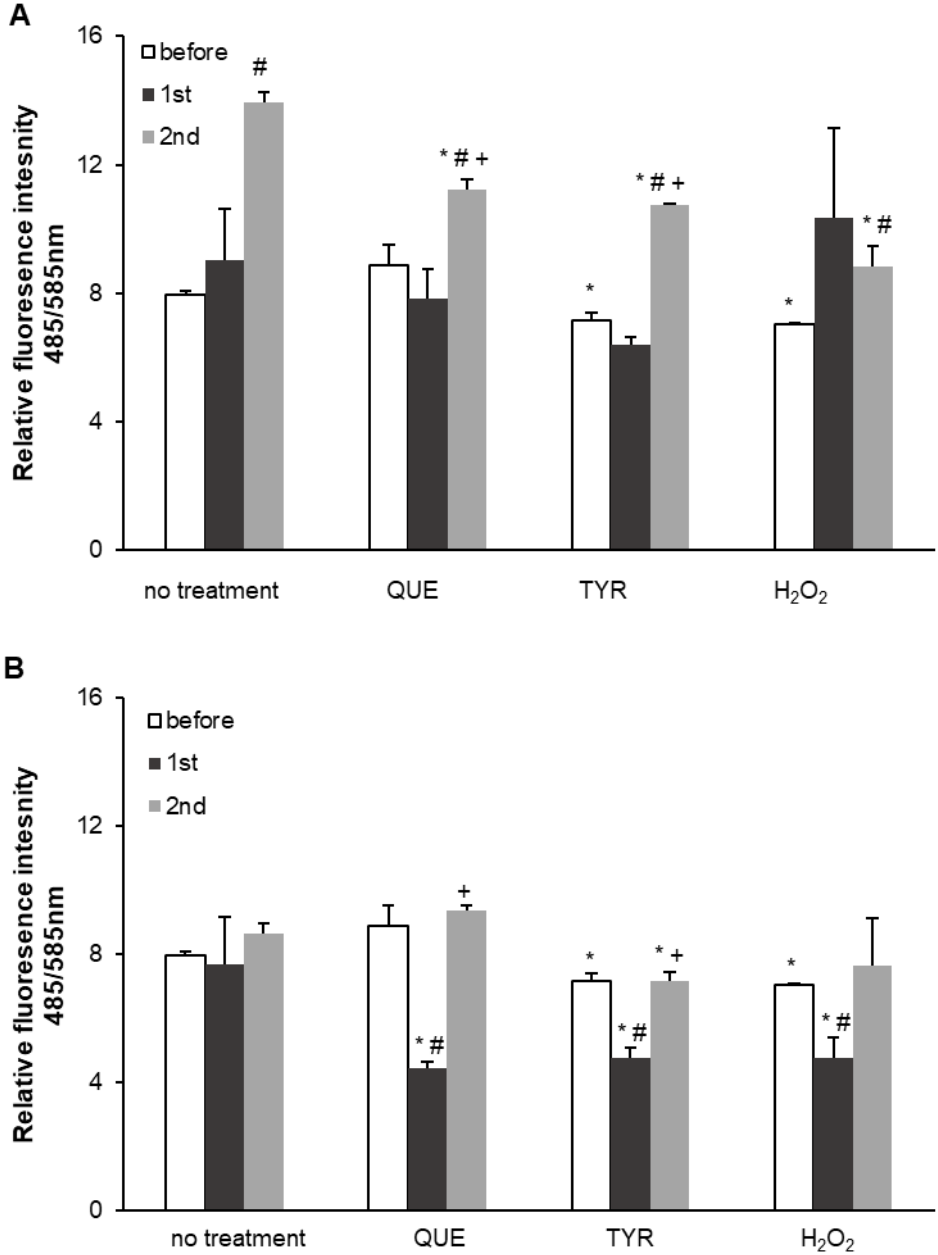 A
16
12
8
4
0
Relative fluoresence intesnity
485/585nm
before
1st
2nd
#
* # +
*
* # +
*
* #
no treatment QUE TYR H₂O₂
B
16
12
8
4
0
Relative fluoresence intesnity
485/585nm
before
1st
2nd
* #
+
*
* #
* +
*
* #
no treatment QUE TYR H₂O₂